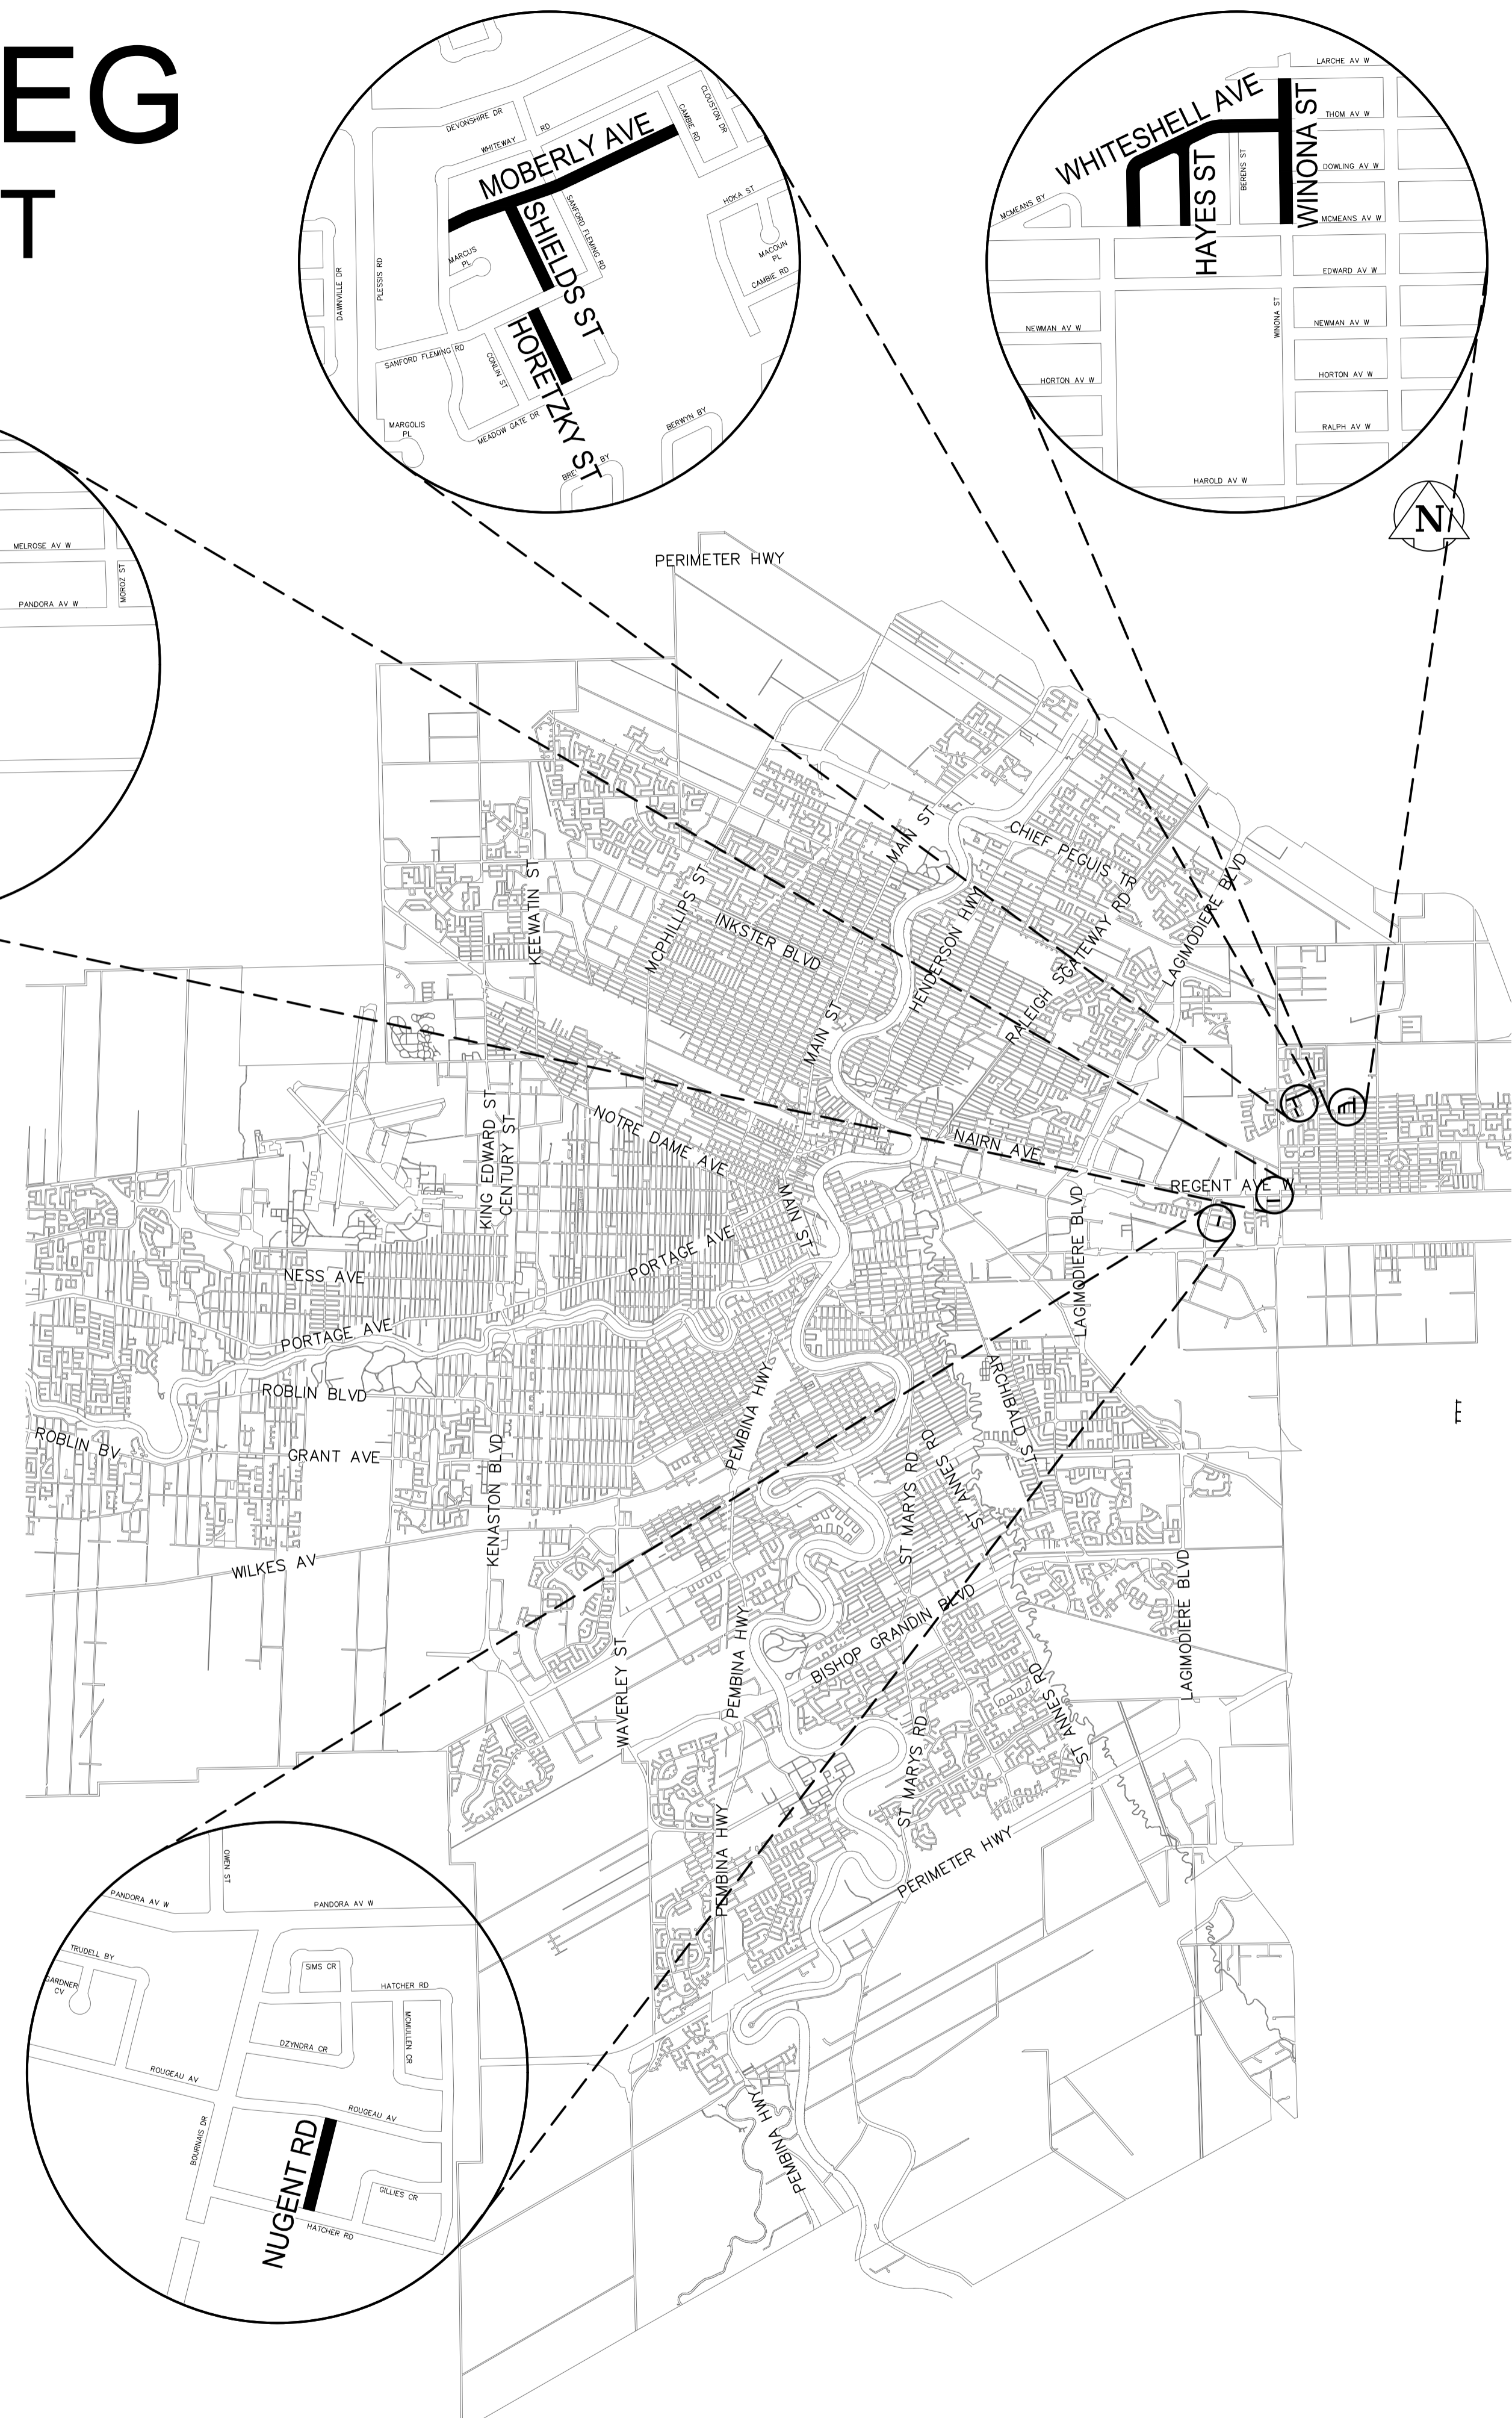 EG
T
DEVONSHIRE DR
WHITEWAY
RD
CAMBIE RD
CLOUSTON DR
MOBERLY AVE
SHIELDS ST
SANFORD FLEMING RD
HOKA ST
MACOUN
PL
CAMBIE RD
MARCUS
PL
PLESSIS RD
DAWNVILLE DR
SANFORD FLEMING RD
CONLIN ST
HORETZKY ST
MEADOW GATE DR
MARGOLIS
PL
BERWYN BY
BRE
BY
LARCHE AV W
WHITESHELL AVE
WINONA ST
THOM AV W
HAYES ST
BERENS ST
DOWLING AV W
MCMEANS BY
MCMEANS AV W
EDWARD AV W
WINONA ST
NEWMAN AV W
NEWMAN AV W
HORTON AV W
HORTON AV W
RALPH AV W
HAROLD AV W
N
MELROSE AV W
MOROZ ST
PANDORA AV W
PERIMETER HWY
MAIN ST
CHIEF PEGUIS TR
KEEWATIN ST
MCPHILLIPS ST
INKSTER BLVD
HENDERSON HWY
RALEIGH S
GATEWAY RD
LAGIMODIERE BLVD
MAIN ST
KING EDWARD ST
CENTURY ST
NOTRE DAME AVE
NAIRN AVE
REGENT AVE W
MAIN ST
PORTAGE AVE
LAGIMODIERE BLVD
NESS AVE
PORTAGE AVE
ROBLIN BLVD
ROBLIN BV
GRANT AVE
KENASTON BLVD
PEMBINA HWY
ARCHIBALD ST
ST MARYS RD
ST ANNES RD
WILKES AV
BISHOP GRANDIN BLVD
LAGIMODIERE BLVD
WAVERLEY ST
PEMBINA HWY
ST MARYS RD
ST ANNES RD
PEMBINA HWY
PERIMETER HWY
PEMBINA HWY
PEMBINA HWY
OWEN ST
PANDORA AV W
PANDORA AV W
TRUDELL BY
GARDNER
CV
SIMS CR
HATCHER RD
DZYNDRA CR
MCMULLEN CR
ROUGEAU AV
ROUGEAU AV
BOURNAIS DR
NUGENT RD
GILLIES CR
HATCHER RD